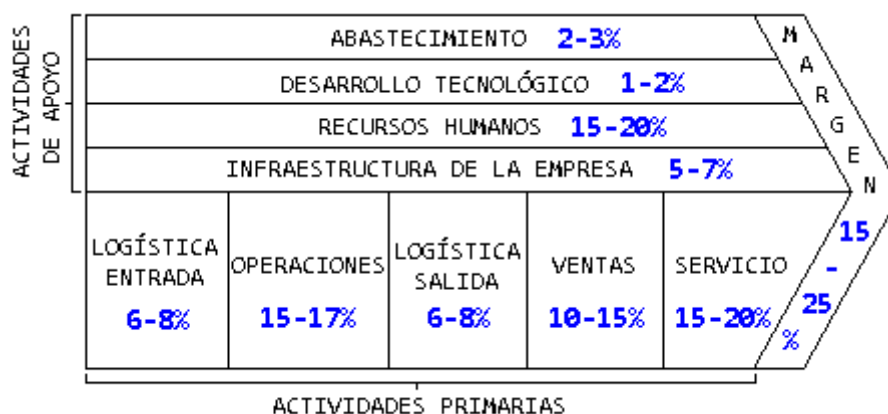 ACTIVIDADES
DE APOYO
ABASTECIMIENTO 2-3%
DESARROLLO TECNOLÓGICO 1-2%
RECURSOS HUMANOS 15-20%
INFRAESTRUCTURA DE LA EMPRESA 5-7%
MARGEN
15-25%
LOGÍSTICA
ENTRADA
6-8%
OPERACIONES
15-17%
LOGÍSTICA
SALIDA
6-8%
VENTAS
10-15%
SERVICIO
15-20%
ACTIVIDADES PRIMARIAS